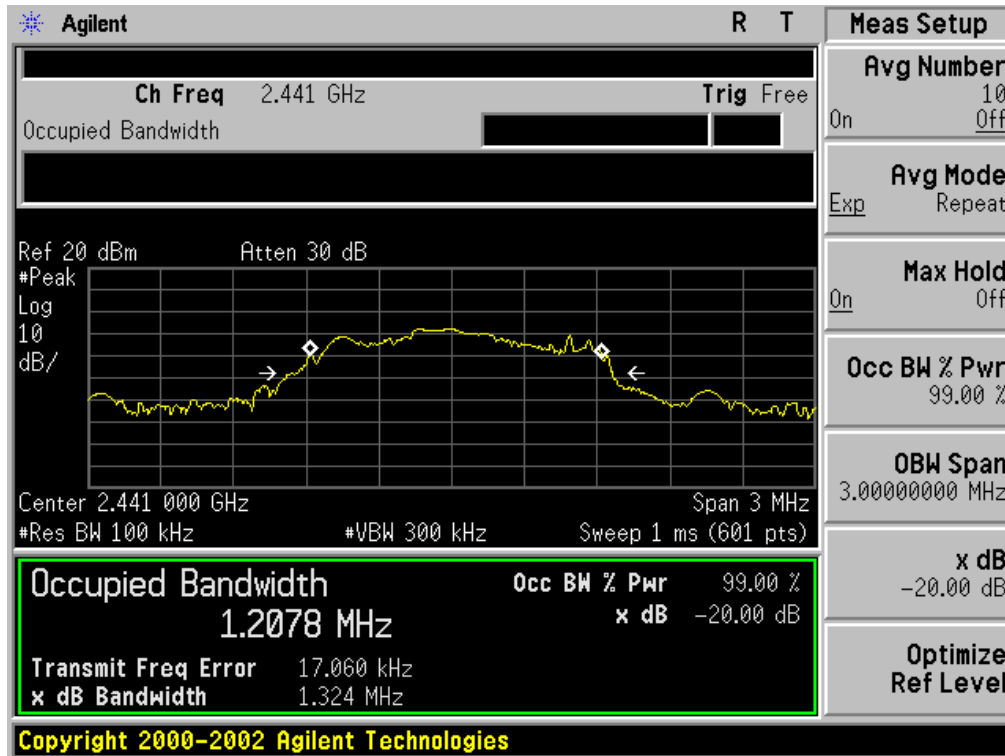 Agilent R T
Meas Setup
Ch Freq 2.441 GHz Trig Free
Occupied Bandwidth
Ref 20 dBm Atten 30 dB
#Peak
Log
10
dB/
Center 2.441 000 GHz Span 3 MHz
#Res BW 100 kHz #VBW 300 kHz Sweep 1 ms (601 pts)
Occupied Bandwidth
1.2078 MHz
Occ BW % Pwr 99.00 %
x dB -20.00 dB
Transmit Freq Error 17.060 kHz
x dB Bandwidth 1.324 MHz
Avg Number
10
On Off
Avg Mode
Exp Repeat
Max Hold
On Off
Occ BW % Pwr
99.00 %
OBW Span
3.00000000 MHz
x dB
-20.00 dB
Optimize
Ref Level
Copyright 2000-2002 Agilent Technologies